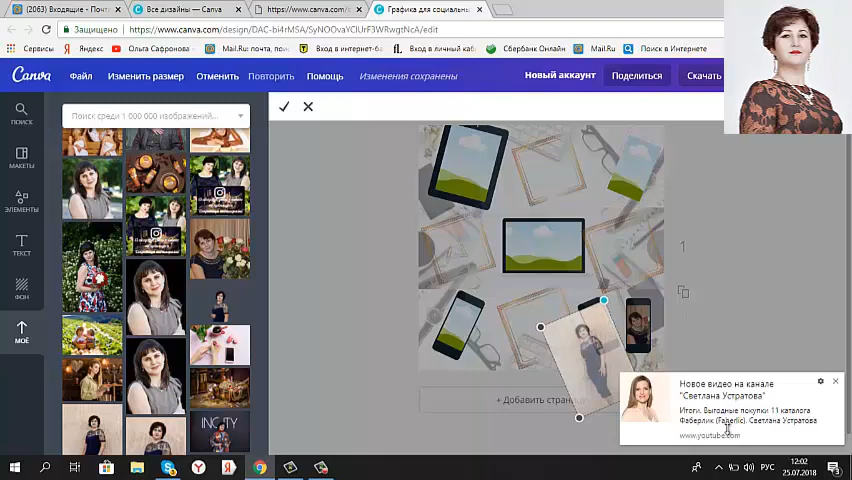 (2063) Входящие - Почт
Все дизайны – Canva
https://www.canva.com/d
Графика для социальны
Защищено
https://www.canva.com/design/DAC-bi4rMSA/SyNOOvaYClUrF3WRwgtNcA/edit
Сервисы
Яндекс
Ольга Сафронова
Mail.Ru: почта, пои
Вход в интернет-ба
Вход в личный каб
Сбербанк Онлайн
Mail.Ru
Поиск в Интернете
Canva
Файл
Изменить размер
Отменить
Повторить
Помощь
Изменения сохранены
Новый аккаунт
Поделиться
Скачать
Поиск среди 1 000 000 изображений...
ПОИСК
МАКЕТЫ
ЭЛЕМЕНТЫ
ТЕКСТ
ФОН
МОЁ
1
+ Добавить страни
Новое видео на канале
"Светлана Устратова"
Итоги. Выгодные покупки 11 каталога
Фаберлик (Faberlic). Светлана Устратова
www.youtube.com
РУС
12:02
25.07.2018